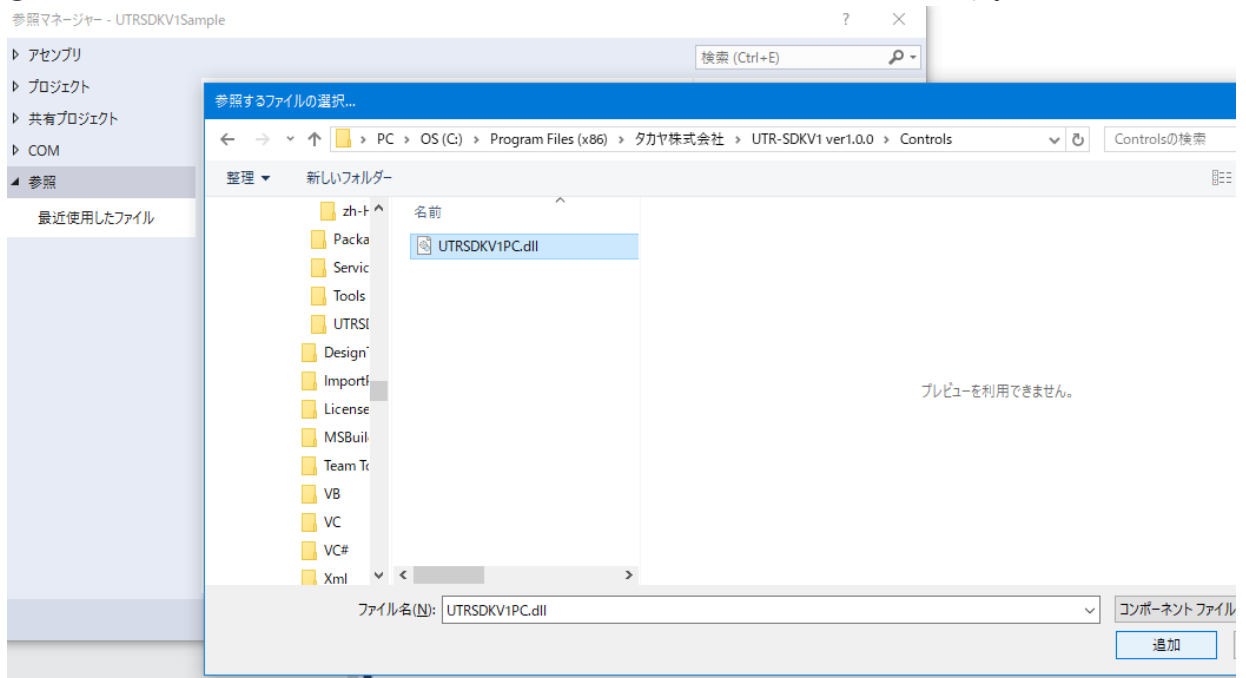 参照マネージャー - UTRSDKV1Sample ? ×
アセンブリ
検索 (Ctrl+E)
プロジェクト
共有プロジェクト
COM
参照
最近使用したファイル
参照するファイルの選択...
PC > OS (C:) > Program Files (x86) > タカヤ株式会社 > UTR-SDKV1 ver1.0.0 > Controls
Controlsの検索
整理 新しいフォルダー
zh-H
Packa
Servic
Tools
UTRSD
Design
ImportP
License
MSBuil
Team To
VB
VC
VC#
Xml
名前
UTRSDKV1PC.dll
プレビューを利用できません。
ファイル名(N): UTRSDKV1PC.dll
コンポーネント ファイル
追加